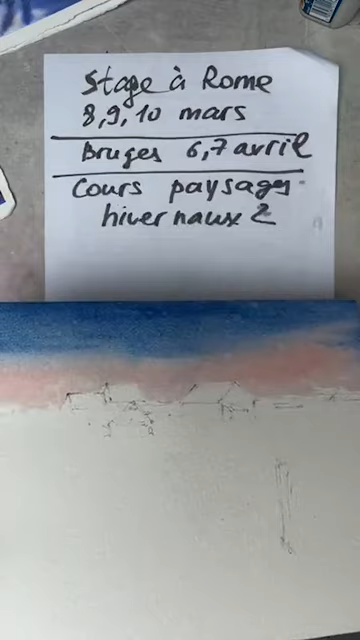 Stage à Rome
8,9,10 mars
Bruges 6,7 avril
Cours paysages
hivernaux 2